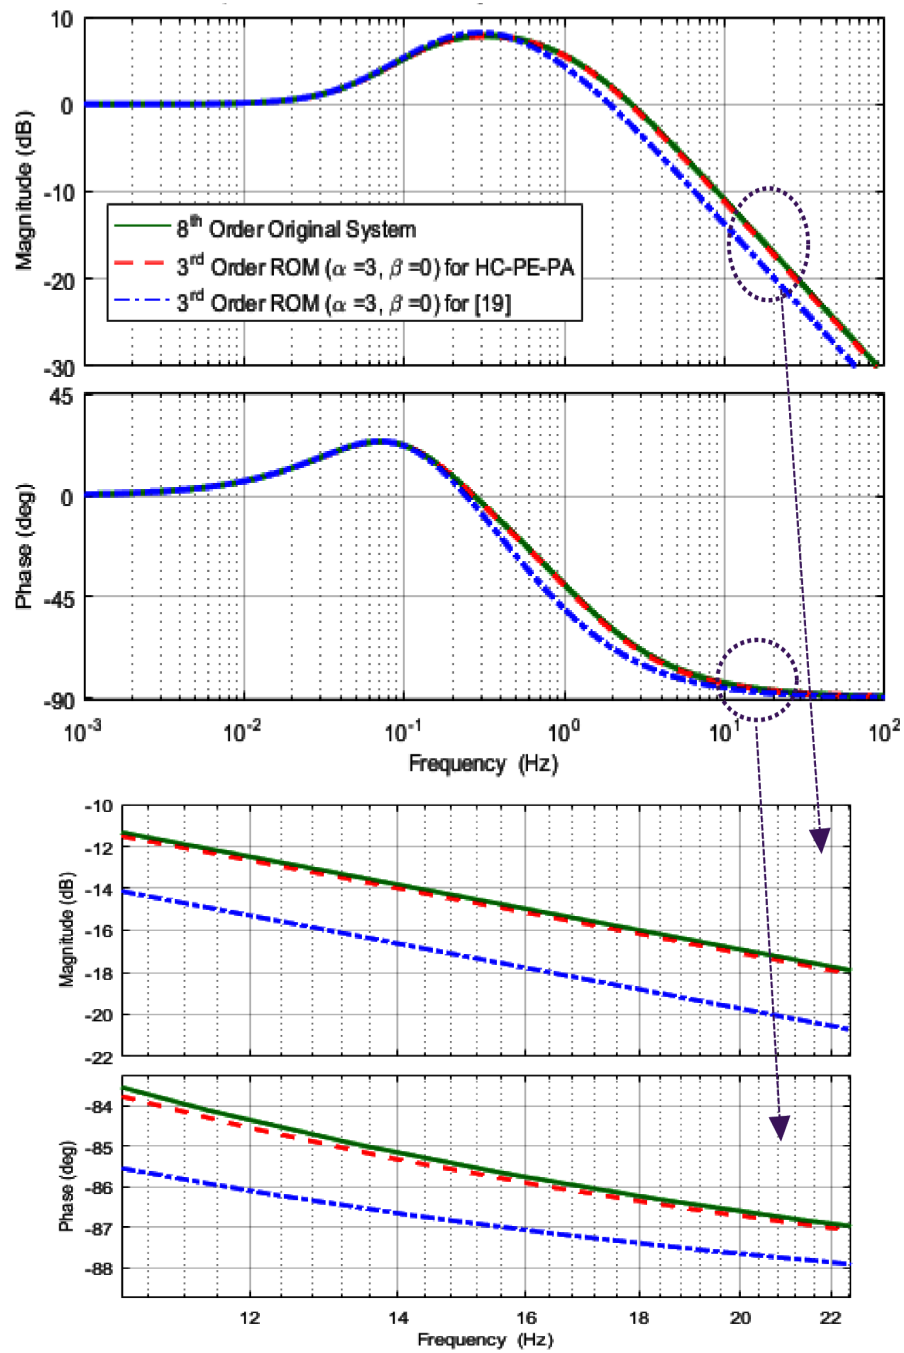 10
0
-10
-20
-30
Magnitude (dB)
8th Order Original System
3rd Order ROM (α =3, β =0) for HC-PE-PA
3rd Order ROM (α =3, β =0) for [19]
45
0
-45
-90
Phase (deg)
10-3 10-2 10-1 100 101 102
Frequency (Hz)
-10
-12
-14
-16
-18
-20
-22
Magnitude (dB)
-84
-85
-86
-87
-88
Phase (deg)
12 14 16 18 20 22
Frequency (Hz)